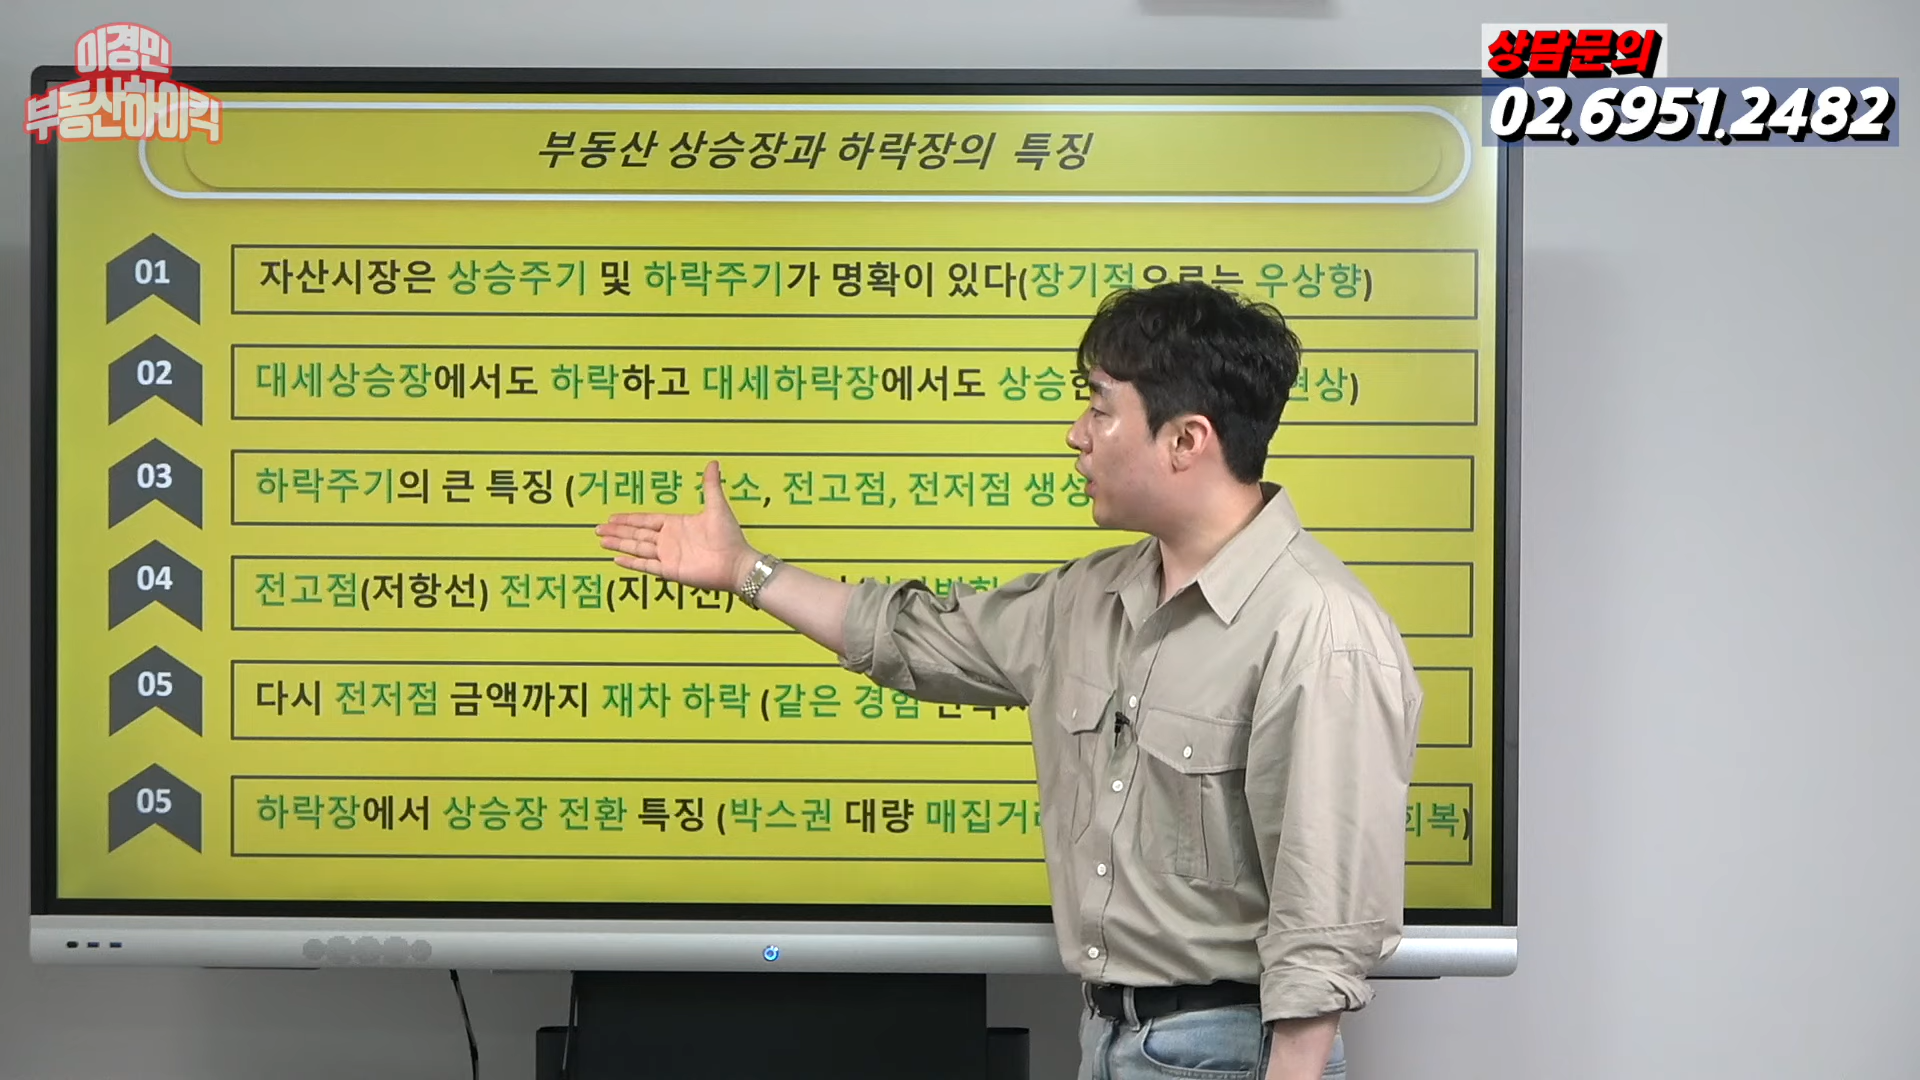 이경민
부동산하이킥
상담문의
02.6951.2482
부동산 상승장과 하락장의 특징
01 자산시장은 상승주기 및 하락주기가 명확이 있다(장기적으로는 우상향)
02 대세상승장에서도 하락하고 대세하락장에서도 현상)
03 하락주기의 큰 특징 (거래량 감소, 전고점, 전저점 생성
04 전고점(저항선) 전저점(지지선)
05 다시 전저점 금액까지 재차 하락 (같은 경험
05 하락장에서 상승장 전환 특징 (박스권 대량 회복)